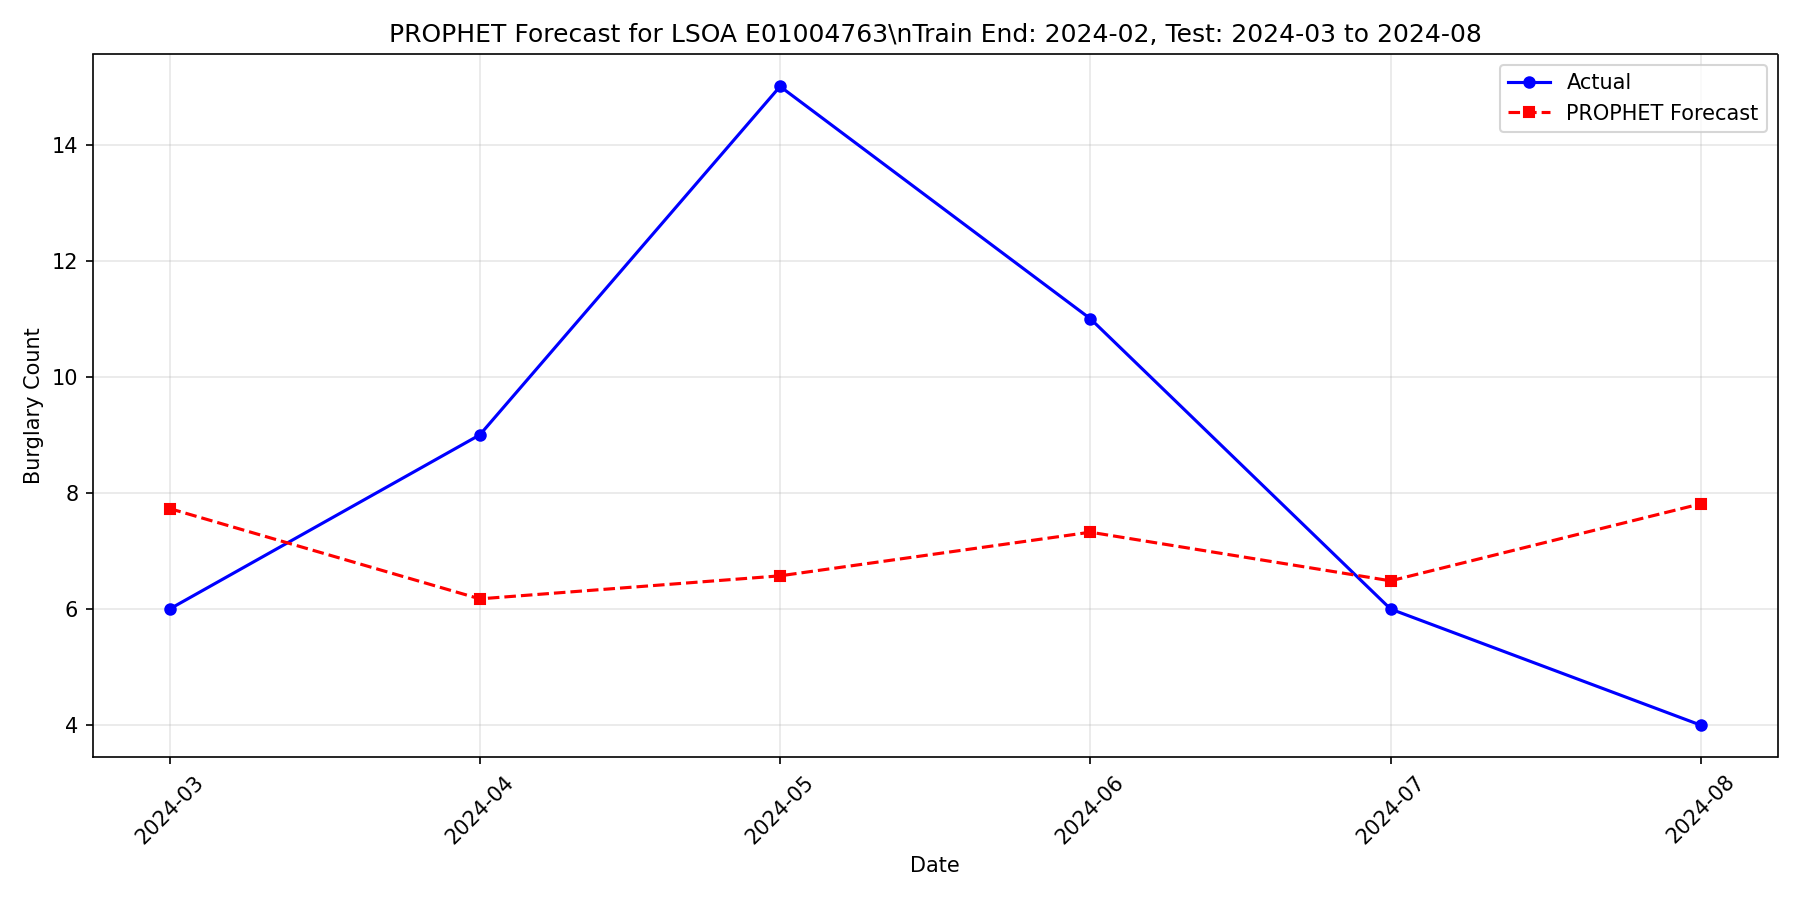 PROPHET Forecast for LSOA E01004763\nTrain End: 2024-02, Test: 2024-03 to 2024-08
Actual
PROPHET Forecast
Burglary Count
14
12
10
8
6
4
2024-03
2024-04
2024-05
2024-06
2024-07
2024-08
Date